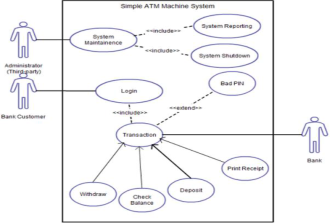 Simple ATM Machine System
System Reporting
<<include>>
System
Maintainence
<<include>>
System Shutdown
Administrator
(Third party)
Bad PIN
Login
<<include>>
<<extend>>
Bank Customer
Transaction
Bank
Print Receipt
Withdraw
Check
Balance
Deposit